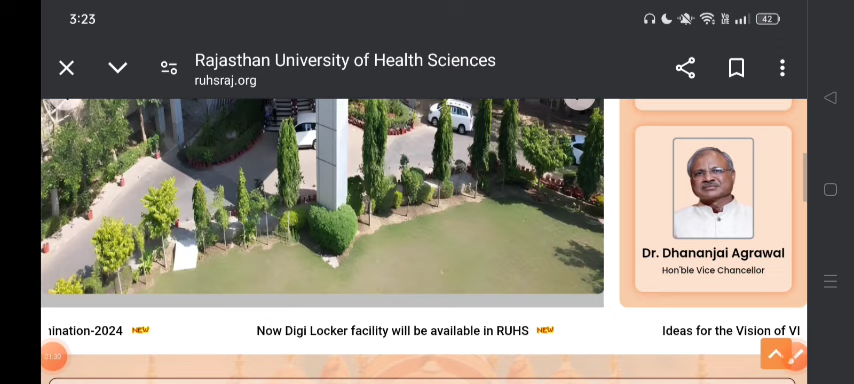 3:23
42
Rajasthan University of Health Sciences
ruhsraj.org
Dr. Dhananjai Agrawal
Hon'ble Vice Chancellor
nination-2024 NEW Now Digi Locker facility will be available in RUHS NEW Ideas for the Vision of VI